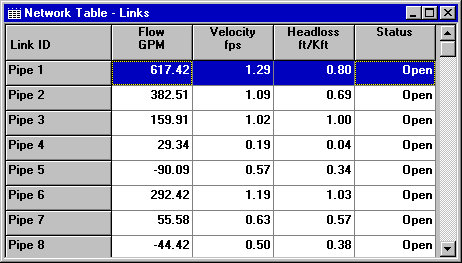 Network Table - Links
Link ID Flow GPM Velocity fps Headloss ft/Kft Status
Pipe 1 617.42 1.29 0.80 Open
Pipe 2 382.51 1.09 0.69 Open
Pipe 3 159.91 1.02 1.00 Open
Pipe 4 29.34 0.19 0.04 Open
Pipe 5 -90.09 0.57 0.34 Open
Pipe 6 292.42 1.19 1.03 Open
Pipe 7 55.58 0.63 0.57 Open
Pipe 8 -44.42 0.50 0.38 Open